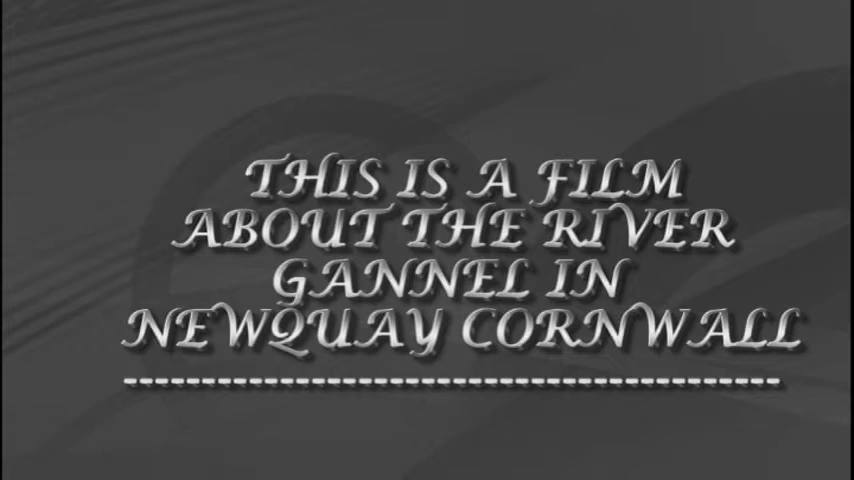 THIS IS A FILM
ABOUT THE RIVER
GANNEL IN
NEWQUAY CORNWALL